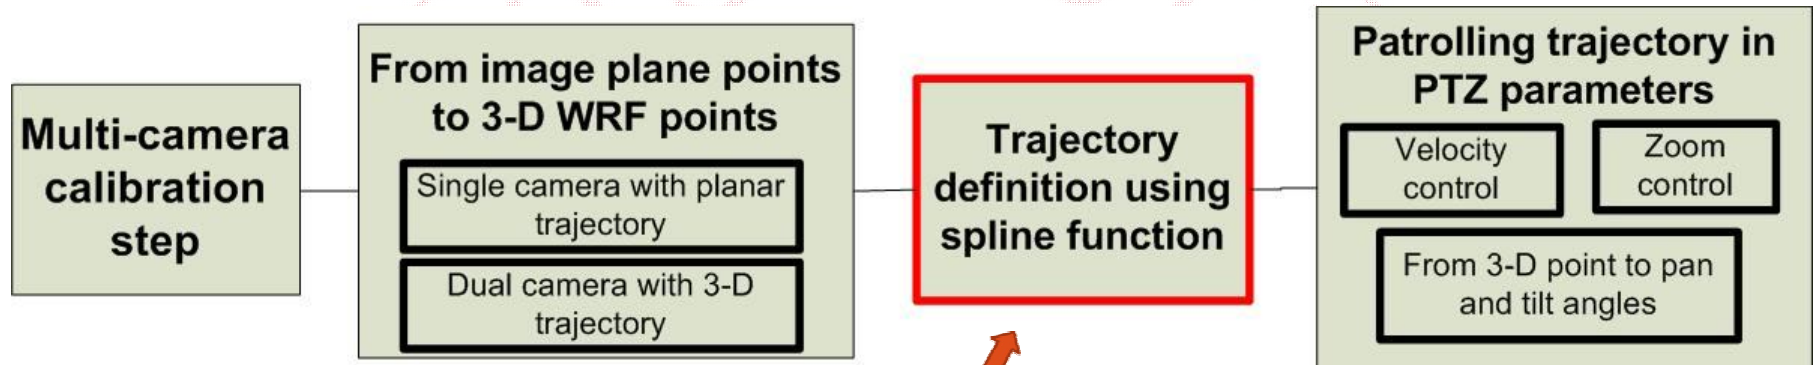 Multi-camera
calibration
step
From image plane points
to 3-D WRF points
Single camera with planar
trajectory
Dual camera with 3-D
trajectory
Trajectory
definition using
spline function
Patrolling trajectory in
PTZ parameters
Velocity
control
Zoom
control
From 3-D point to pan
and tilt angles